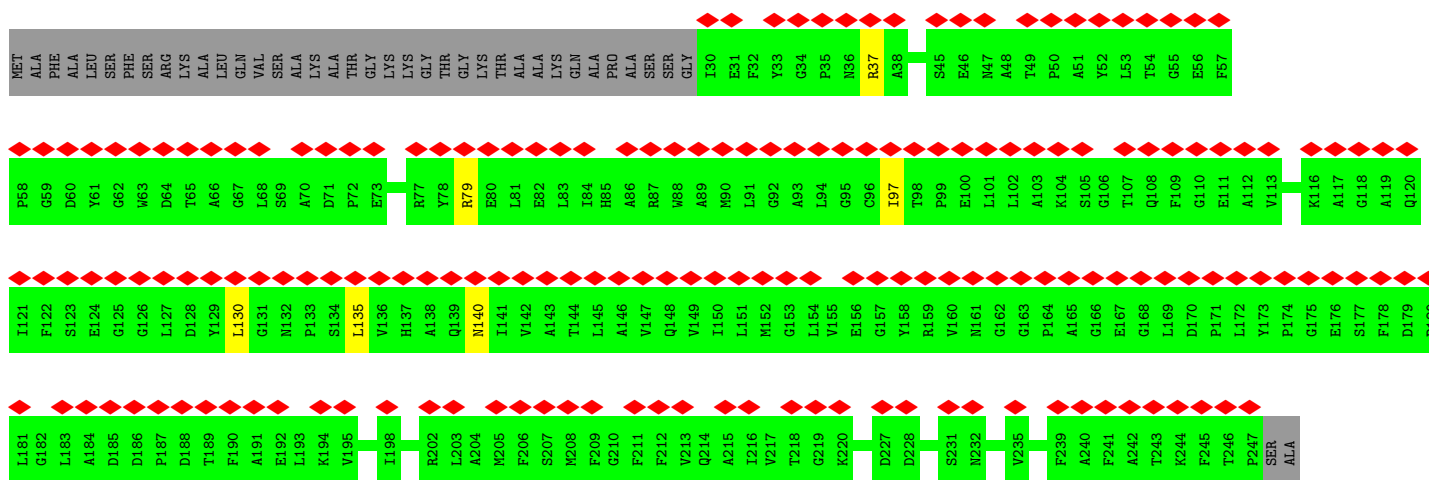 MET ALA PHE ALA LEU SER PHE SER ARG LYS ALA LEU GLN VAL SER ALA LYS ALA THR GLY LYS LYS GLY THR GLY LYS THR ALA ALA LYS GLN ALA PRO ALA SER SER GLY I30 E31 F32 Y33 G34 P35 N36 R37 A38 S45 E46 N47 A48 T49 P50 A51 Y52 L53 T54 G55 E56 F57
P58 G59 D60 Y61 G62 W63 D64 T65 A66 G67 L68 S69 A70 D71 P72 E73 R77 Y78 R79 E80 L81 E82 L83 I84 H85 A86 R87 W88 A89 M90 L91 G92 A93 L94 G95 C96 I97 T98 P99 E100 L101 L102 A103 K104 S105 G106 T107 Q108 F109 G110 E111 A112 V113 K116 A117 G118 A119 Q120
I121 F122 S123 E124 G125 G126 L127 D128 Y129 L130 G131 N132 P133 S134 L135 V136 H137 A138 Q139 N140 I141 V142 A143 T144 L145 A146 V147 Q148 V149 I150 L151 M152 G153 L154 V155 E156 G157 Y158 R159 V160 N161 G162 G163 P164 A165 G166 E167 G168 L169 D170 P171 L172 Y173 P174 G175 E176 S177 F178 D179
L181 G182 L183 A184 D185 D186 P187 D188 T189 F190 A191 E192 L193 K194 V195 I198 R202 L203 A204 M205 F206 S207 M208 F209 G210 F211 F212 V213 Q214 A215 I216 V217 T218 G219 K220 D227 D228 S231 N232 V235 F239 A240 F241 A242 T243 K244 F245 T246 P247 SER ALA